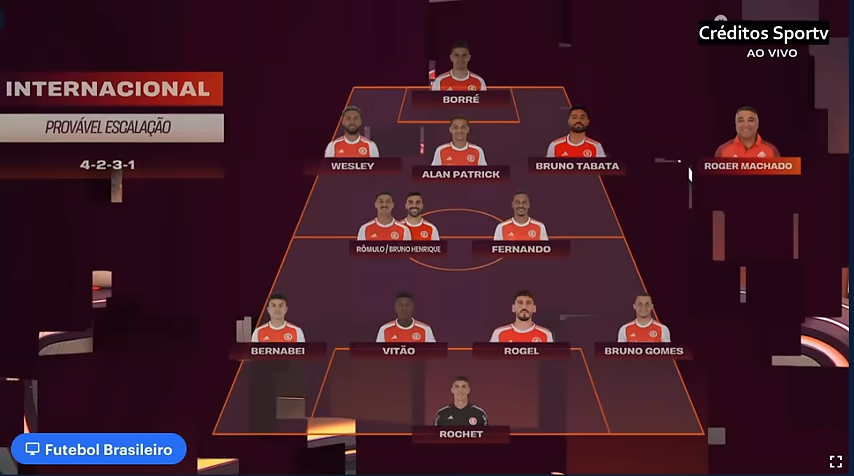 Créditos Sportv
AO VIVO
INTERNACIONAL
PROVÁVEL ESCALAÇÃO
4-2-3-1
BORRÉ
WESLEY
ALAN PATRICK
BRUNO TABATA
ROGER MACHADO
RÔMULO / BRUNO HENRIQUE
FERNANDO
BERNABEI
VITÃO
ROGEL
BRUNO GOMES
ROCHET
Futebol Brasileiro